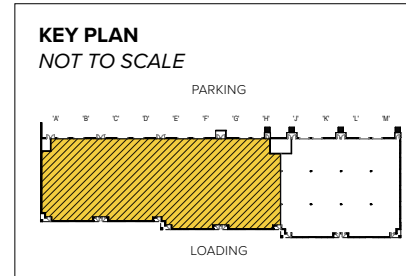 KEY PLAN
NOT TO SCALE
PARKING
'A' 'B' 'C' 'D' 'E' 'F' 'G' 'H' 'J' 'K' 'L' 'M'
LOADING